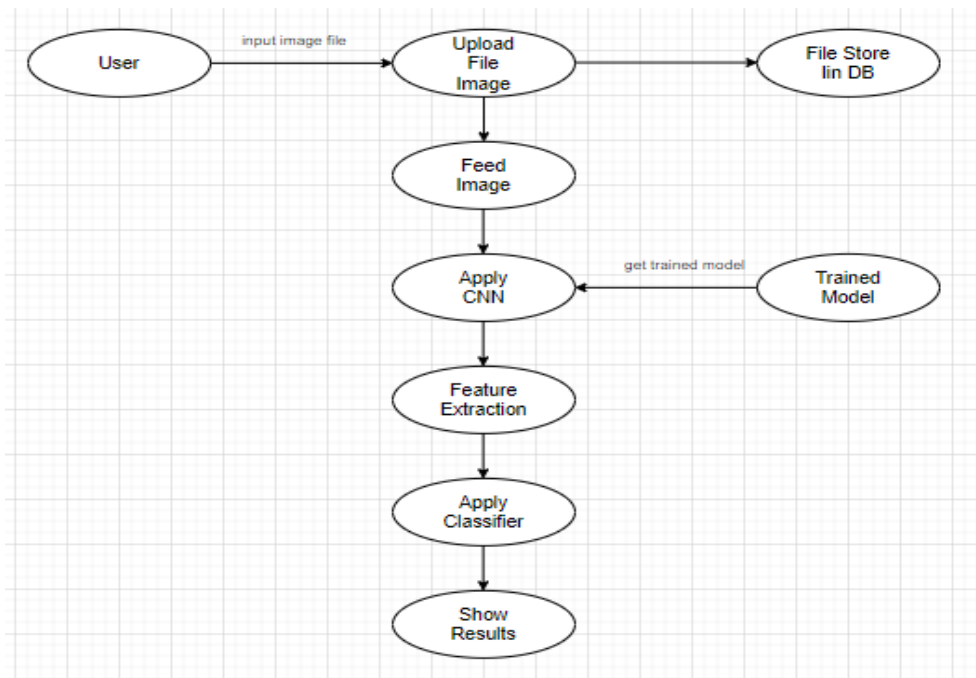 User
input image file
Upload
File
Image
File Store
Iin DB
Feed
Image
Apply
CNN
get trained model
Trained
Model
Feature
Extraction
Apply
Classifier
Show
Results